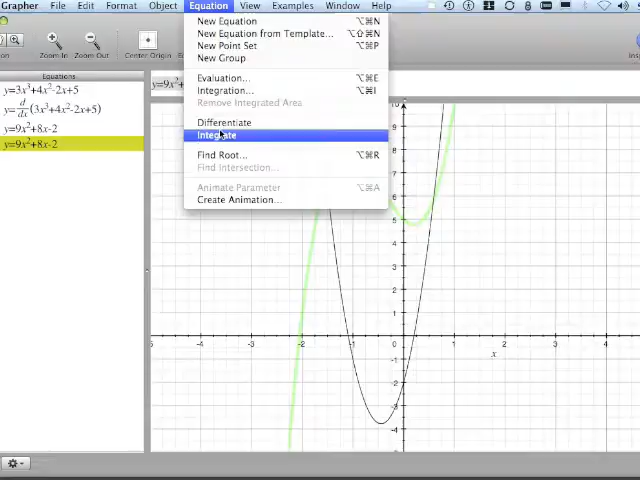 Grapher File Edit Format Object Equation View Examples Window Help
Zoom In Zoom Out Center Origin
Equations
y=3x³+4x²-2x+5
y=d/dx(3x³+4x²-2x+5)
y=9x²+8x-2
y=9x²+8x-2
y=9x²+8
New Equation ⌥⌘N
New Equation from Template... ⌥⇧⌘N
New Point Set ⌥⌘P
New Group
Evaluation... ⌥⌘E
Integration... ⌥⌘I
Remove Integrated Area
Differentiate
Integrate
Find Root... ⌥⌘R
Find Intersection...
Animate Parameter ⌥⌘A
Create Animation...
10
9
8
7
6
5
4
3
2
1
-2 -1 0 1 2 4
x
-1
-2
-3
-4